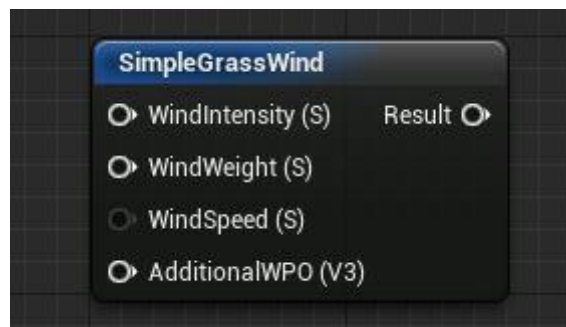 SimpleGrassWind
WindIntensity (S) Result
WindWeight (S)
WindSpeed (S)
AdditionalWPO (V3)